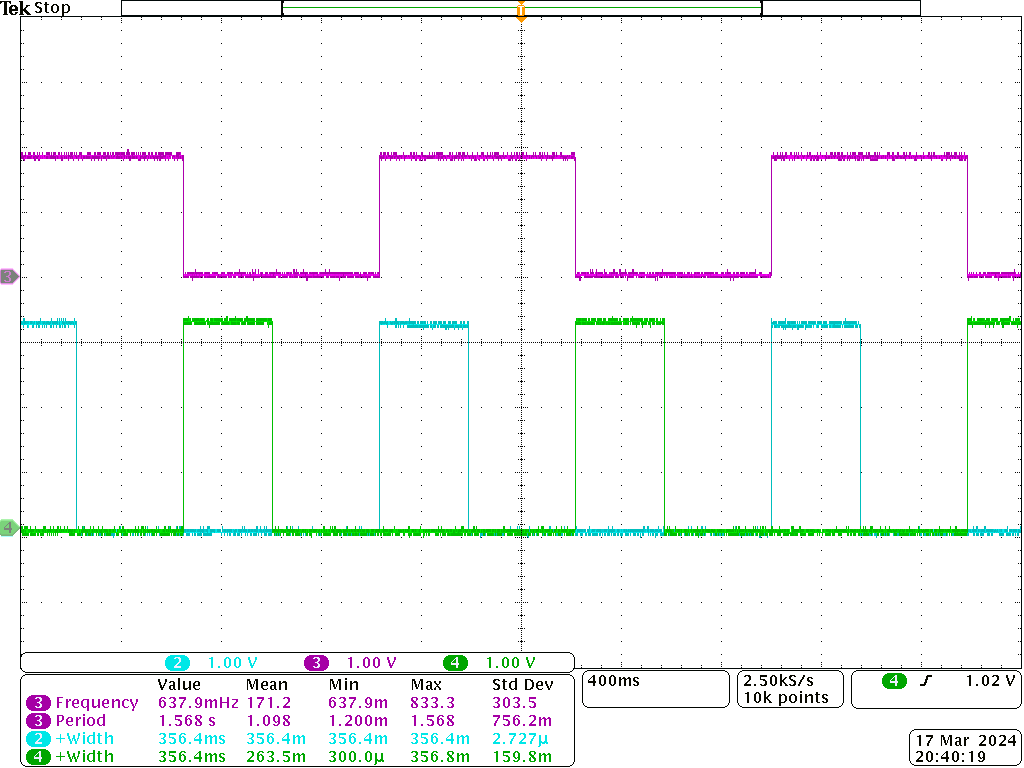 Tek Stop
T
3
4
2 1.00 V 3 1.00 V 4 1.00 V
Value Mean Min Max Std Dev
3 Frequency 637.9mHz 171.2 637.9m 833.3 303.5
3 Period 1.568 s 1.098 1.200m 1.568 756.2m
2 +Width 356.4ms 356.4m 356.4m 356.4m 2.727µ
4 +Width 356.4ms 263.5m 300.0µ 356.8m 159.8m
400ms
2.50kS/s
10k points
4 1.02 V
17 Mar 2024
20:40:19